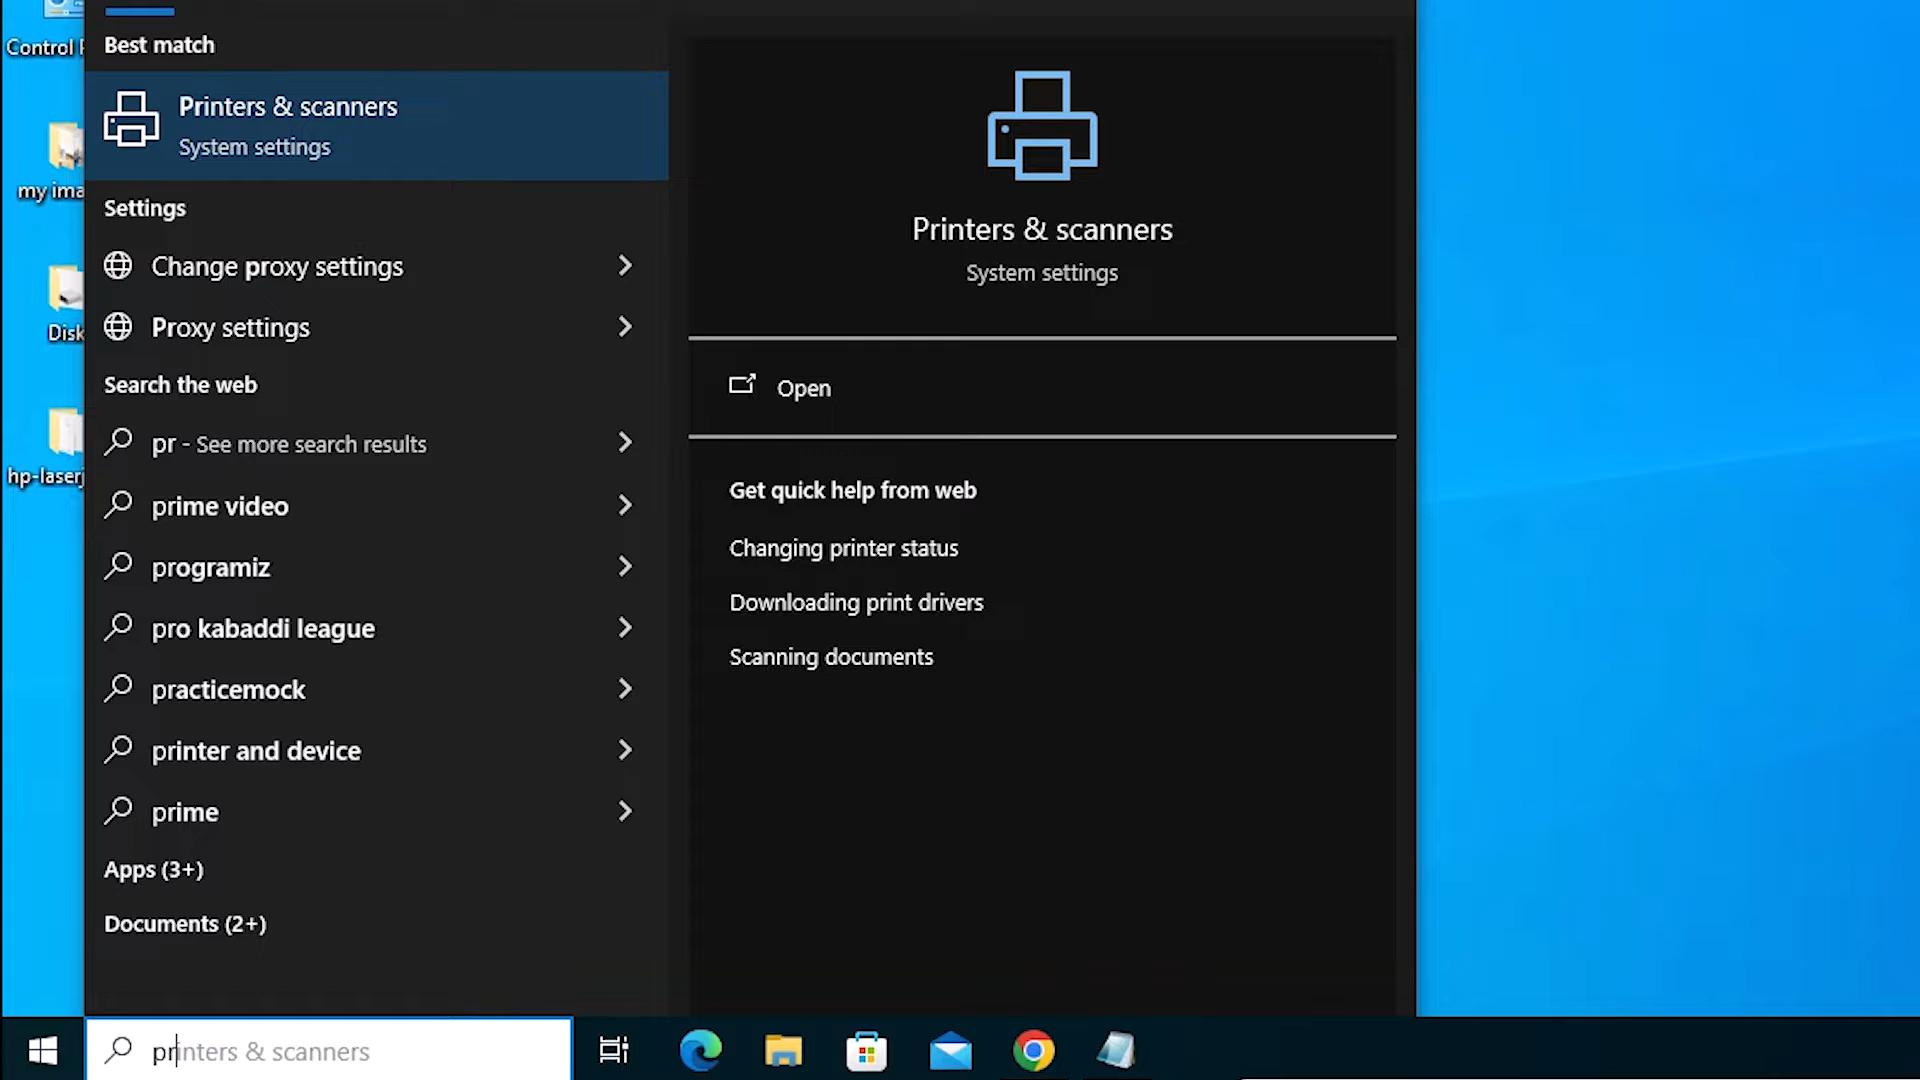 Control
my ima
Disk
hp-laserj
Best match
Printers & scanners
System settings
Settings
Change proxy settings
Proxy settings
Search the web
pr - See more search results
prime video
programiz
pro kabaddi league
practicemock
printer and device
prime
Apps (3+)
Documents (2+)
Printers & scanners
System settings
Open
Get quick help from web
Changing printer status
Downloading print drivers
Scanning documents
printers & scanners